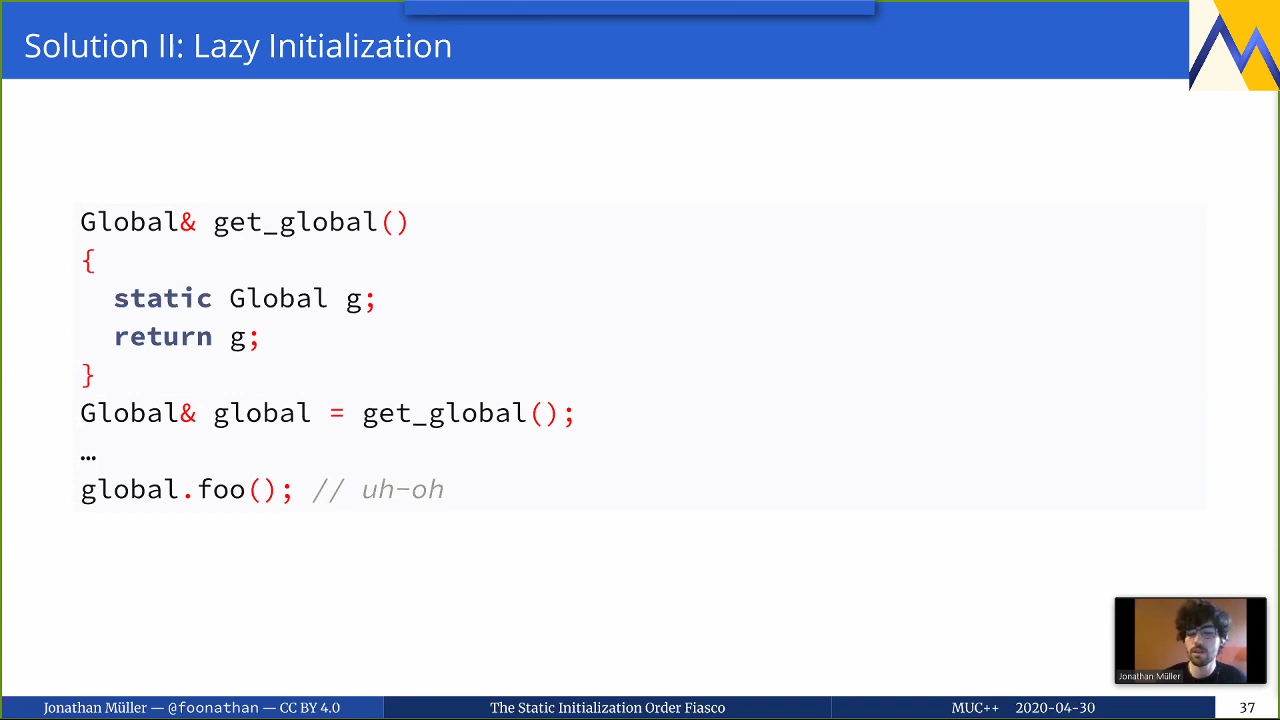 Solution II: Lazy Initialization
Global& get_global()
{
  static Global g;
  return g;
}
Global& global = get_global();
…
global.foo(); // uh-oh
Jonathan Müller
Jonathan Müller — @foonathan — CC BY 4.0
The Static Initialization Order Fiasco
MUC++ 2020-04-30
37